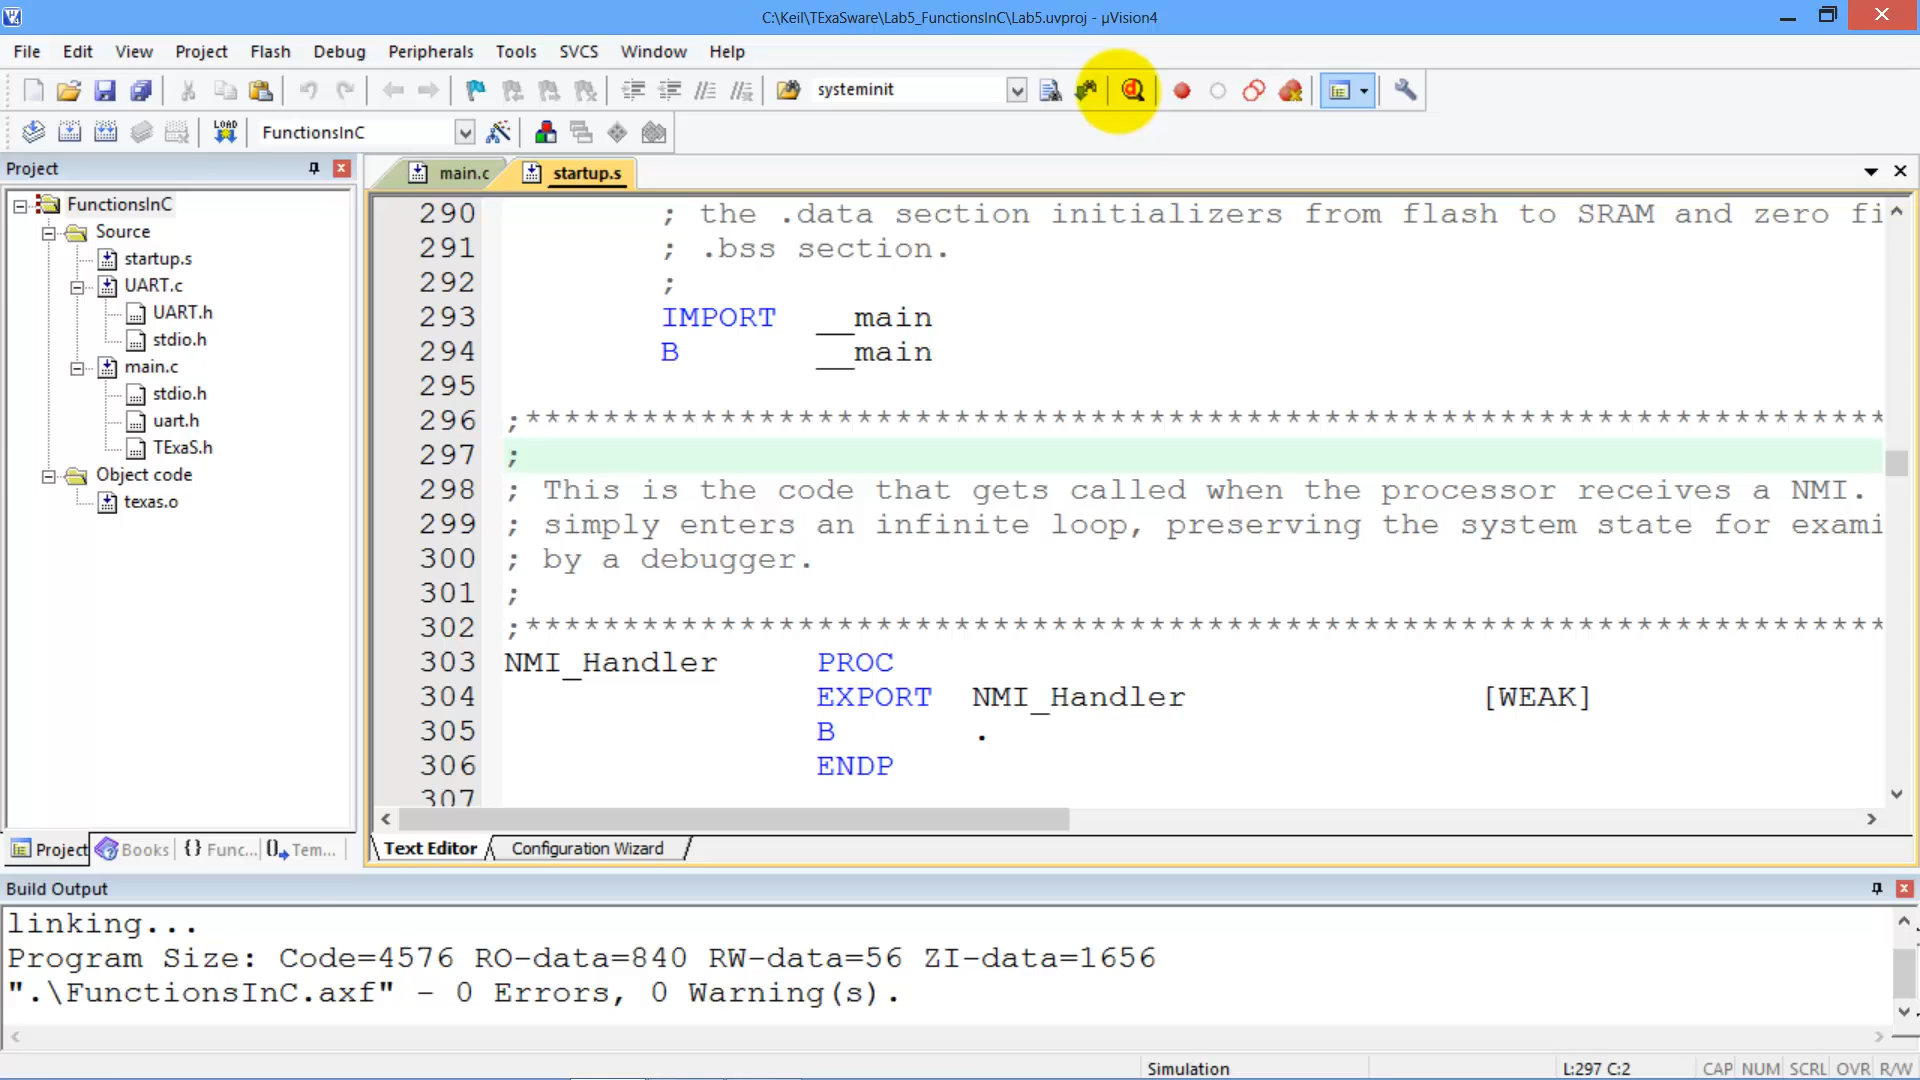 C:\Keil\TExaSware\Lab5_FunctionsInC\Lab5.uvproj - µVision4
File Edit View Project Flash Debug Peripherals Tools SVCS Window Help
systeminit
LOAD FunctionsInC
Project
main.c startup.s
FunctionsInC
Source
startup.s
UART.c
UART.h
stdio.h
main.c
stdio.h
uart.h
TExaS.h
Object code
texas.o
290 ; the .data section initializers from flash to SRAM and zero fi
291 ; .bss section.
292 ;
293 IMPORT __main
294 B __main
295
296 ;**********************************************************************
297 ;
298 ; This is the code that gets called when the processor receives a NMI.
299 ; simply enters an infinite loop, preserving the system state for exami
300 ; by a debugger.
301 ;
302 ;**********************************************************************
303 NMI_Handler PROC
304 EXPORT NMI_Handler [WEAK]
305 B .
306 ENDP
307
Project Books {} Func... Tem...
Text Editor Configuration Wizard
Build Output
linking...
Program Size: Code=4576 RO-data=840 RW-data=56 ZI-data=1656
".\FunctionsInC.axf" - 0 Errors, 0 Warning(s).
Simulation L:297 C:2 CAP NUM SCRL OVR R/W